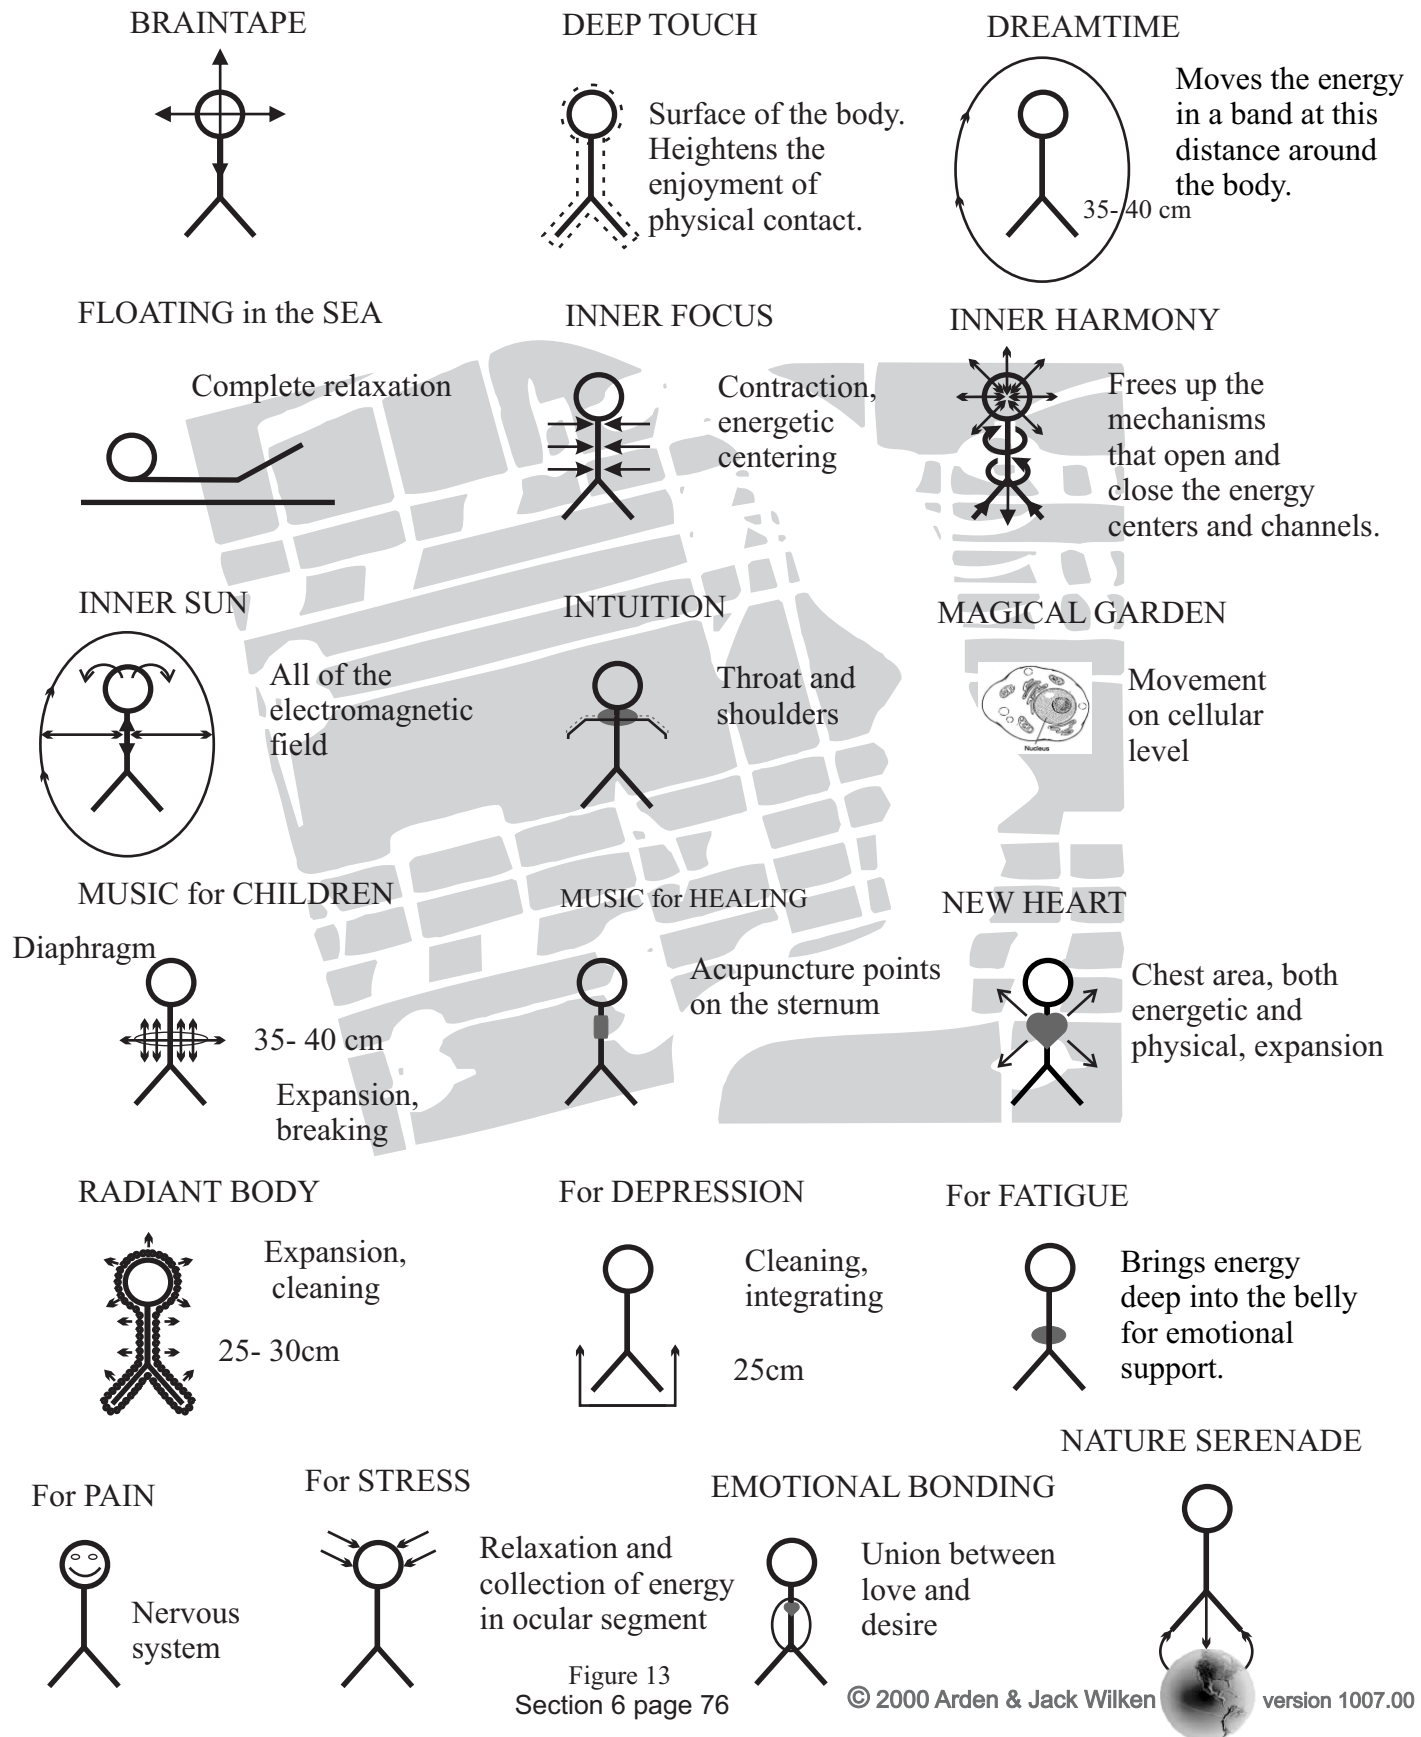 BRAINTAPE
DEEP TOUCH
Surface of the body.
Heightens the
enjoyment of
physical contact.
DREAMTIME
Moves the energy
in a band at this
distance around
the body.
35- 40 cm
FLOATING in the SEA
Complete relaxation
INNER FOCUS
Contraction,
energetic
centering
INNER HARMONY
Frees up the
mechanisms
that open and
close the energy
centers and channels.
INNER SUN
All of the
electromagnetic
field
INTUITION
Throat and
shoulders
MAGICAL GARDEN
Nucleus
Movement
on cellular
level
MUSIC for CHILDREN
Diaphragm
35- 40 cm
Expansion,
breaking
MUSIC for HEALING
Acupuncture points
on the sternum
NEW HEART
Chest area, both
energetic and
physical, expansion
RADIANT BODY
Expansion,
cleaning
25- 30cm
For DEPRESSION
Cleaning,
integrating
25cm
For FATIGUE
Brings energy
deep into the belly
for emotional
support.
For PAIN
Nervous
system
For STRESS
Relaxation and
collection of energy
in ocular segment
EMOTIONAL BONDING
Union between
love and
desire
NATURE SERENADE
Figure 13
Section 6 page 76
© 2000 Arden & Jack Wilken
version 1007.00